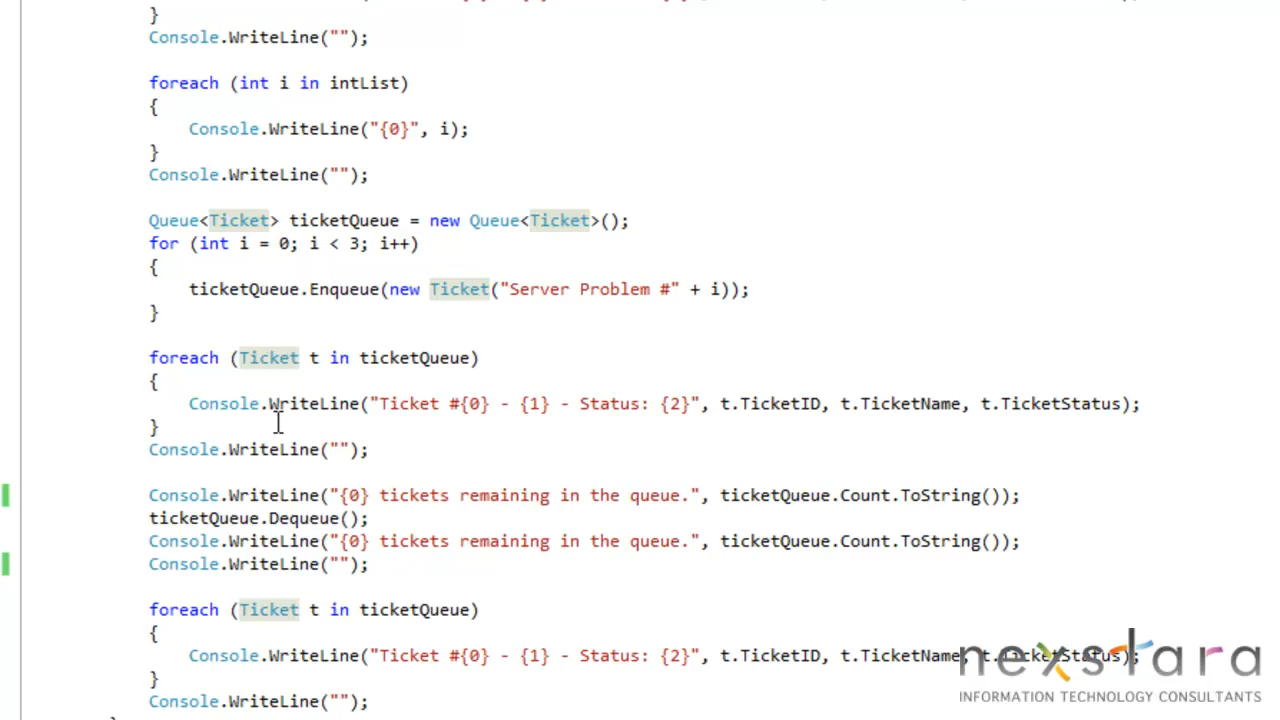 }
Console.WriteLine("");
foreach (int i in intList)
{
Console.WriteLine("{0}", i);
}
Console.WriteLine("");
Queue<Ticket> ticketQueue = new Queue<Ticket>();
for (int i = 0; i < 3; i++)
{
ticketQueue.Enqueue(new Ticket("Server Problem #" + i));
}
foreach (Ticket t in ticketQueue)
{
Console.WriteLine("Ticket #{0} - {1} - Status: {2}", t.TicketID, t.TicketName, t.TicketStatus);
}
Console.WriteLine("");
Console.WriteLine("{0} tickets remaining in the queue.", ticketQueue.Count.ToString());
ticketQueue.Dequeue();
Console.WriteLine("{0} tickets remaining in the queue.", ticketQueue.Count.ToString());
Console.WriteLine("");
foreach (Ticket t in ticketQueue)
{
Console.WriteLine("Ticket #{0} - {1} - Status: {2}", t.TicketID, t.TicketName, t.TicketStatus);
}
Console.WriteLine("");
nexstara
INFORMATION TECHNOLOGY CONSULTANTS